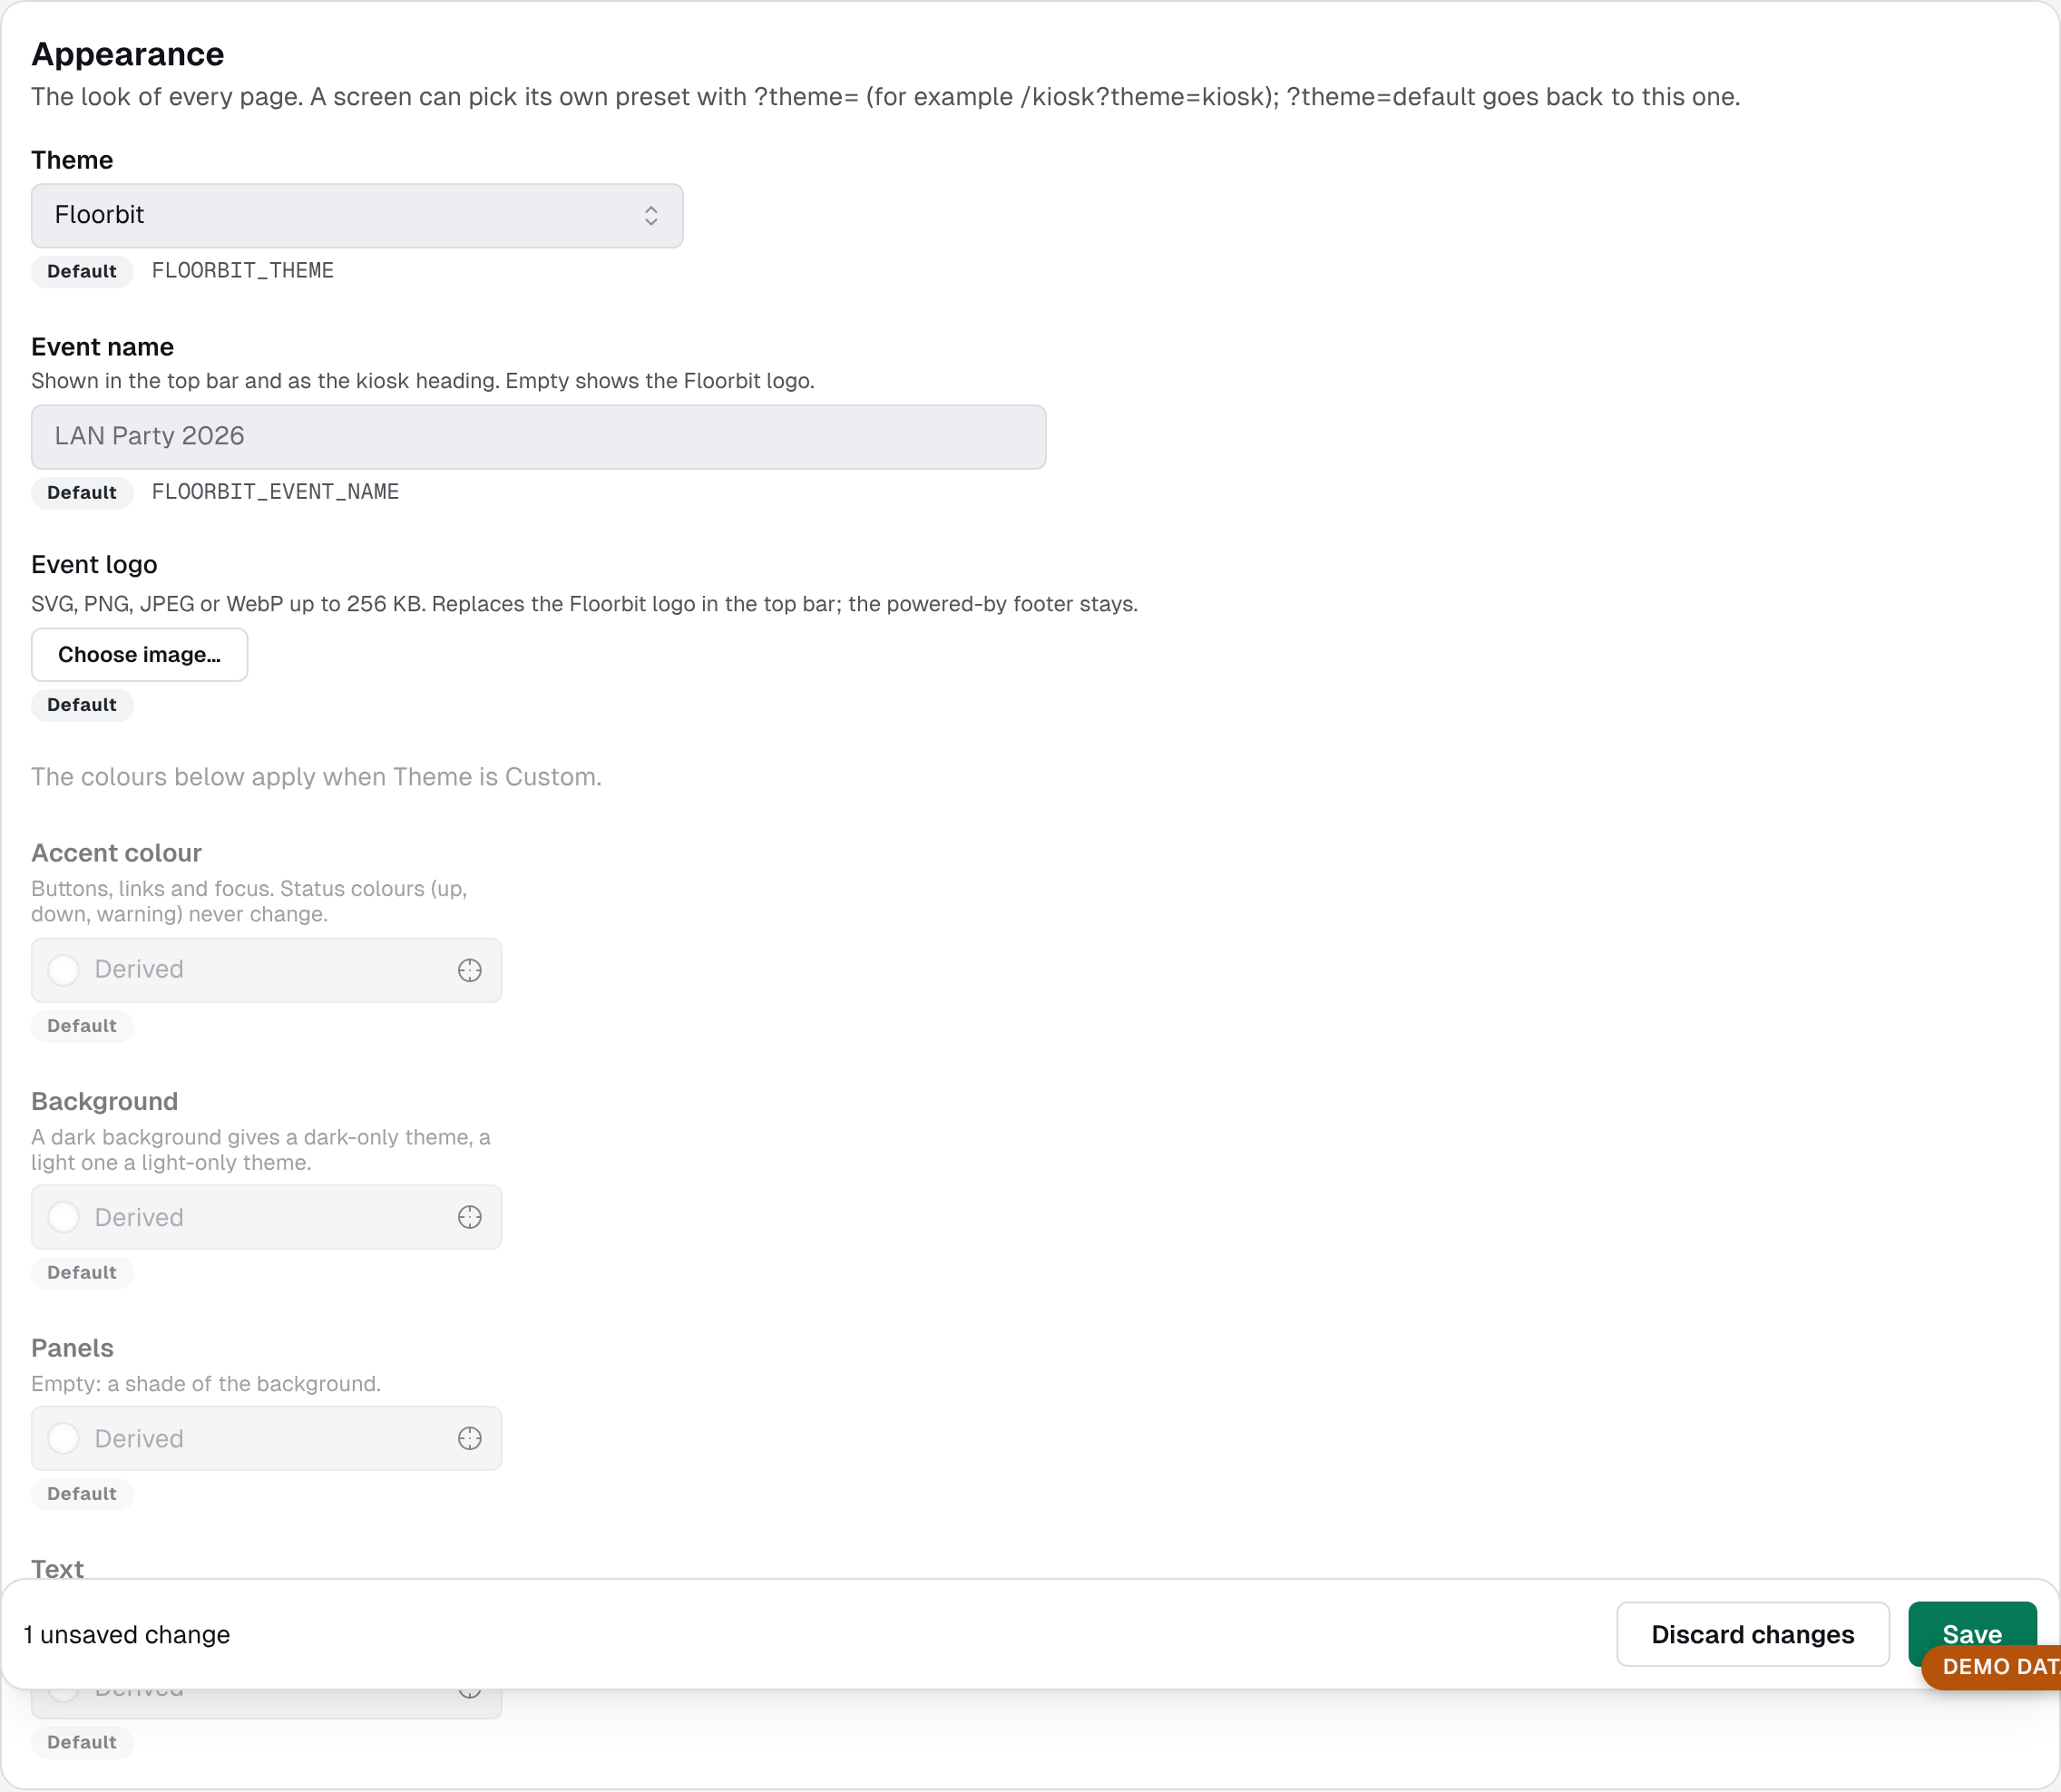 Appearance
The look of every page. A screen can pick its own preset with ?theme= (for example /kiosk?theme=kiosk); ?theme=default goes back to this one.
Theme
Floorbit
Default FLOORBIT_THEME
Event name
Shown in the top bar and as the kiosk heading. Empty shows the Floorbit logo.
LAN Party 2026
Default FLOORBIT_EVENT_NAME
Event logo
SVG, PNG, JPEG or WebP up to 256 KB. Replaces the Floorbit logo in the top bar; the powered-by footer stays.
Choose image...
Default
The colours below apply when Theme is Custom.
Accent colour
Buttons, links and focus. Status colours (up,
down, warning) never change.
Derived
Default
Background
A dark background gives a dark-only theme, a
light one a light-only theme.
Derived
Default
Panels
Empty: a shade of the background.
Derived
Default
Text
1 unsaved change Discard changes Save
DEMO DATA
Derived
Default